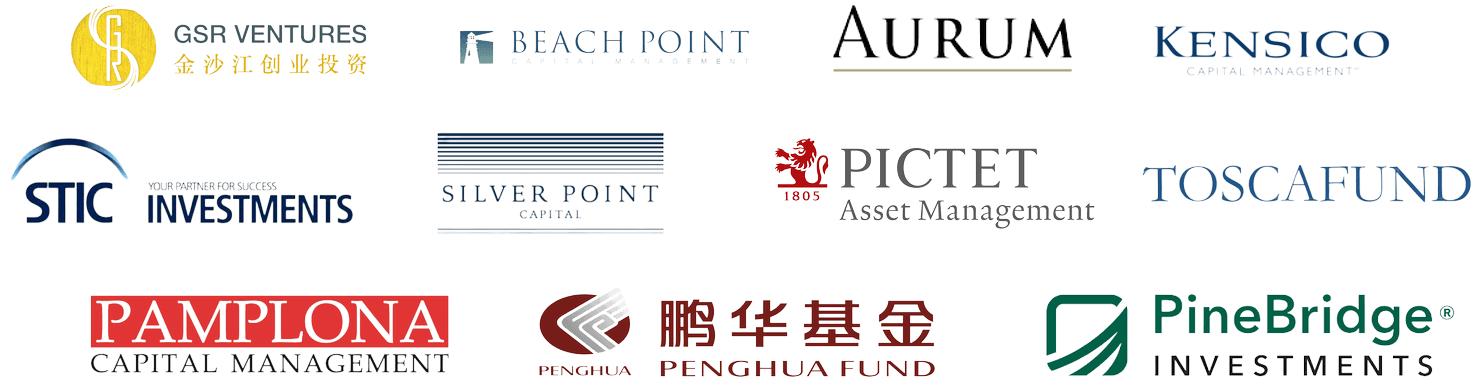 GSR
GSR VENTURES
金沙江创业投资
BEACH POINT
CAPITAL MANAGEMENT
AURUM
KENSICO
CAPITAL MANAGEMENT™
STIC
YOUR PARTNER FOR SUCCESS
INVESTMENTS
SILVER POINT
CAPITAL
1805
PICTET
Asset Management
TOSCAFUND
PAMPLONA
CAPITAL MANAGEMENT
PENGHUA
鹏华基金
PENGHUA FUND
PineBridge®
INVESTMENTS